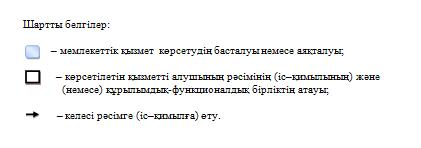 Шартты белгілер:
– мемлекеттік қызмет көрсетудің басталуы немесе аяқталуы;
– көрсетілетін қызметті алушының рәсімінің (іс–қимылының) және
(немесе) құрылымдық-функционалдық бірліктің атауы;
– келесі рәсімге (іс–қимылға) өту.